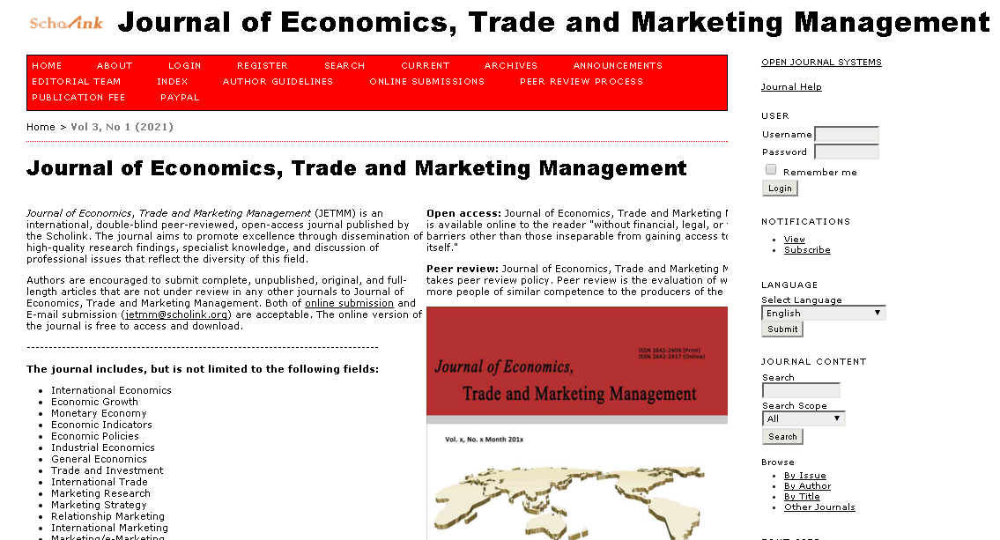 Scholink Journal of Economics, Trade and Marketing Management
HOME ABOUT LOGIN REGISTER SEARCH CURRENT ARCHIVES ANNOUNCEMENTS
EDITORIAL TEAM INDEX AUTHOR GUIDELINES ONLINE SUBMISSIONS PEER REVIEW PROCESS
PUBLICATION FEE PAYPAL
Home > Vol 3, No 1 (2021)
Journal of Economics, Trade and Marketing Management
Journal of Economics, Trade and Marketing Management (JETMM) is an
international, double-blind peer-reviewed, open-access journal published by
the Scholink. The journal aims to promote excellence through dissemination of
high-quality research findings, specialist knowledge, and discussion of
professional issues that reflect the diversity of this field.
Authors are encouraged to submit complete, unpublished, original, and full-
length articles that are not under review in any other journals to Journal of
Economics, Trade and Marketing Management. Both of online submission and
E-mail submission (jetmm@scholink.org) are acceptable. The online version of
the journal is free to access and download.
--------------------------------------------------------------------------------
The journal includes, but is not limited to the following fields:
International Economics
Economic Growth
Monetary Economy
Economic Indicators
Economic Policies
Industrial Economics
General Economics
Trade and Investment
International Trade
Marketing Research
Marketing Strategy
Relationship Marketing
International Marketing
Marketing/e-Marketing
Open access: Journal of Economics, Trade and Marketing
is available online to the reader "without financial, legal, or
barriers other than those inseparable from gaining access
itself."
Peer review: Journal of Economics, Trade and Marketing
takes peer review policy. Peer review is the evaluation of
more people of similar competence to the producers of the
ISSN 2642-2409 (Print)
ISSN 2642-2417 (Online)
Journal of Economics,
Trade and Marketing Management
Vol. x, No. x Month 201x
OPEN JOURNAL SYSTEMS
Journal Help
USER
Username
Password
Remember me
Login
NOTIFICATIONS
View
Subscribe
LANGUAGE
Select Language
English
Submit
JOURNAL CONTENT
Search
Search Scope
All
Search
Browse
By Issue
By Author
By Title
Other Journals